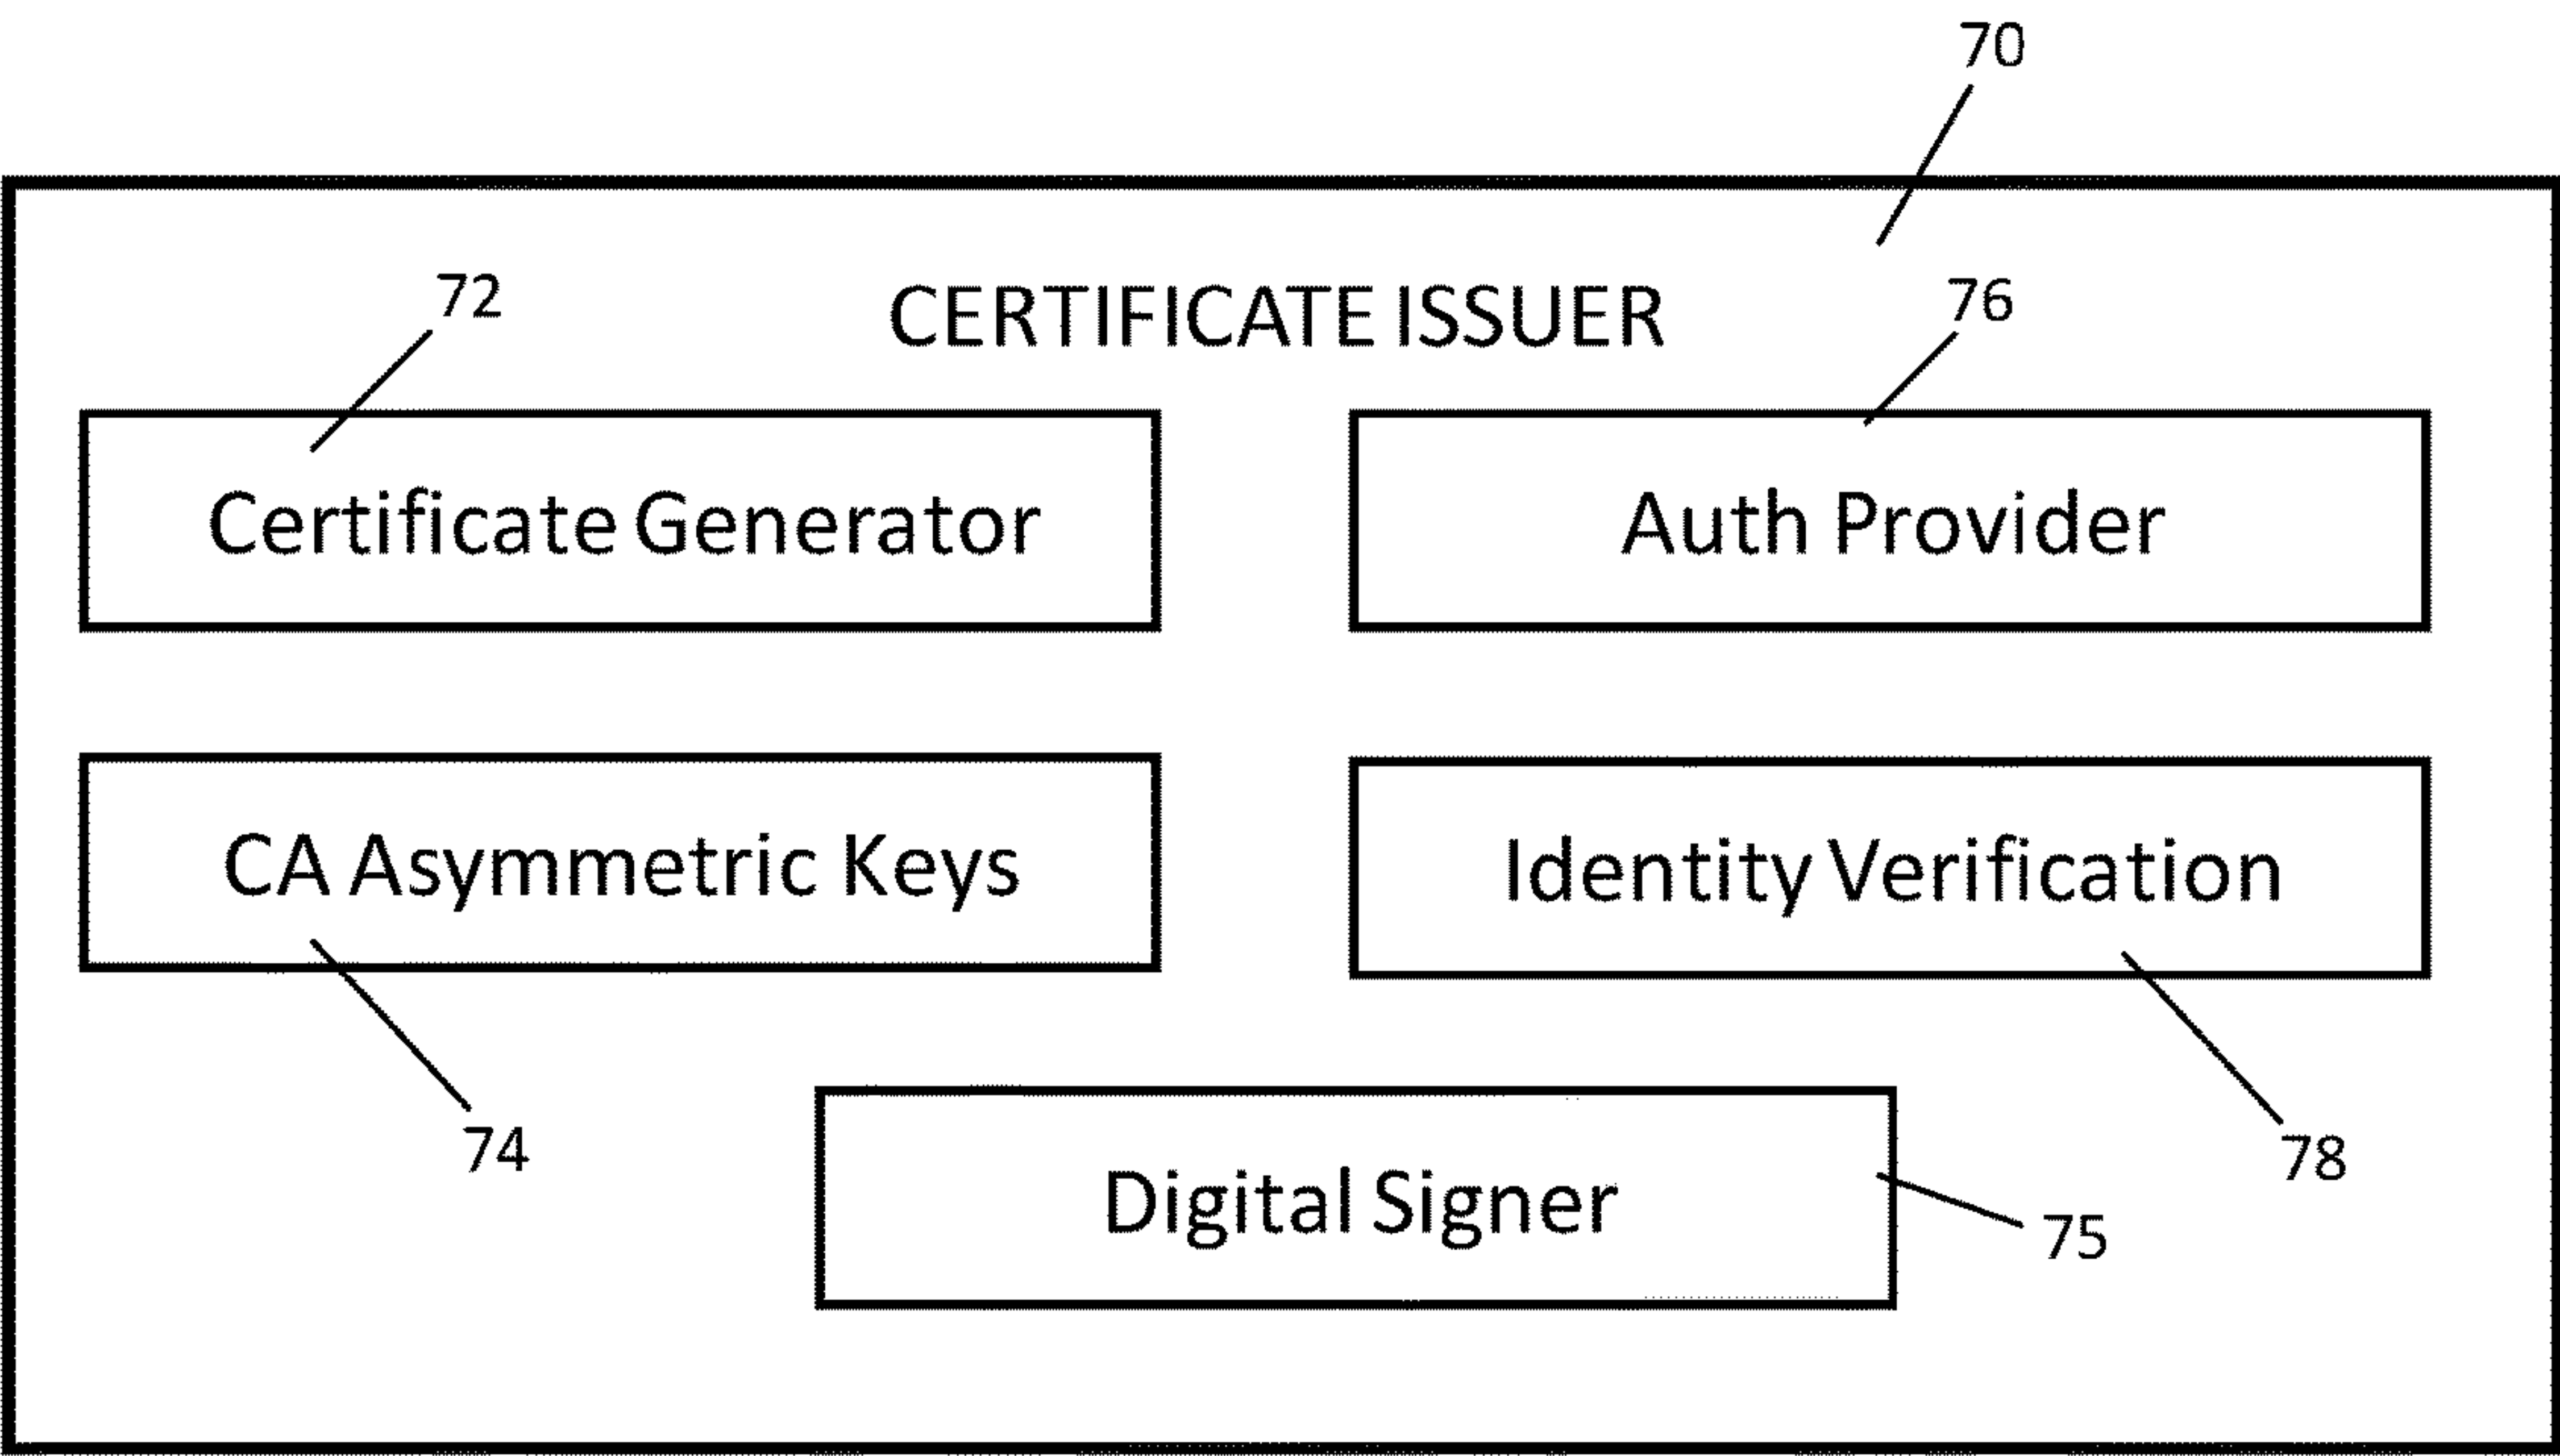 70
CERTIFICATE ISSUER
72
76
Certificate Generator
Auth Provider
CA Asymmetric Keys
Identity Verification
74
78
Digital Signer
75